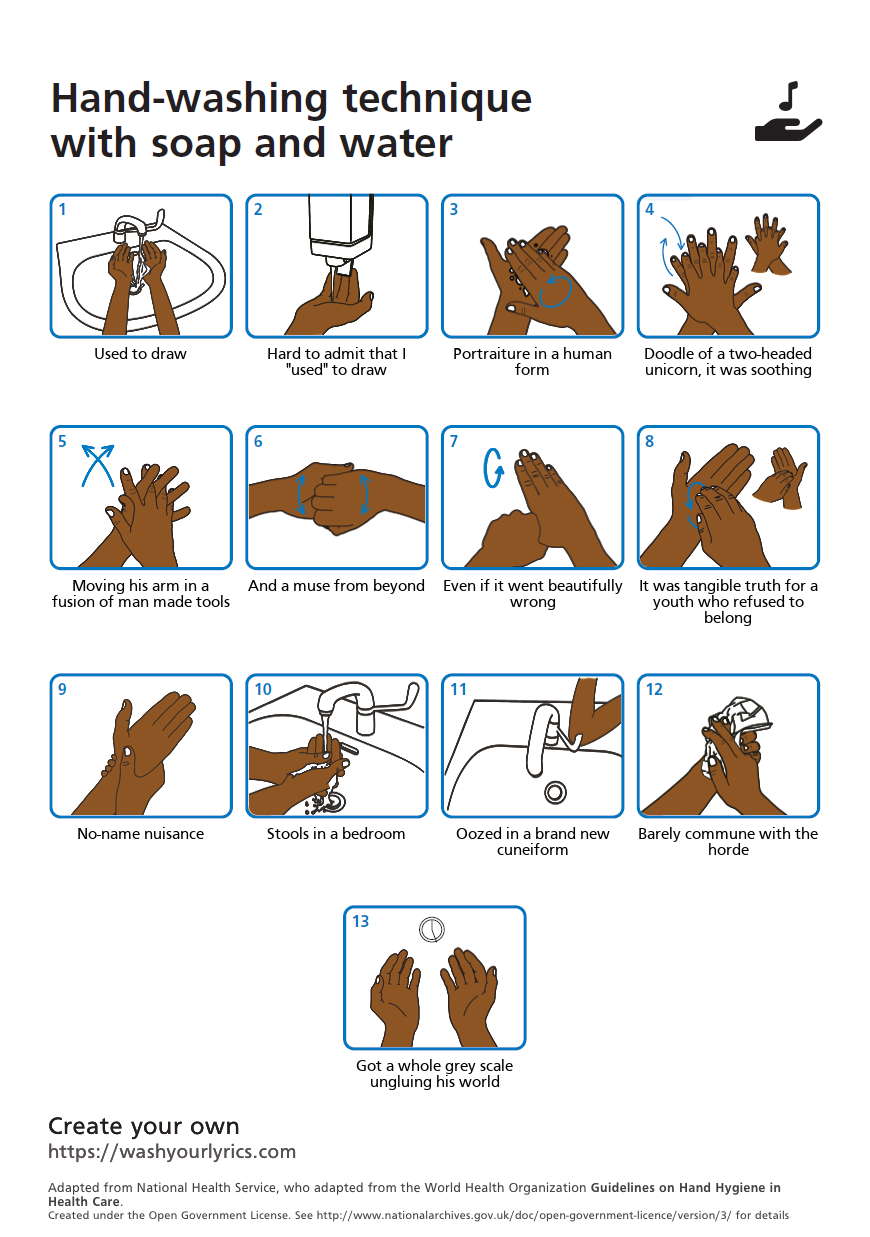 Hand-washing technique
with soap and water
1
Used to draw
2
Hard to admit that I
"used" to draw
3
Portraiture in a human
form
4
Doodle of a two-headed
unicorn, it was soothing
5
Moving his arm in a
fusion of man made tools
6
And a muse from beyond
7
Even if it went beautifully
wrong
8
It was tangible truth for a
youth who refused to
belong
9
No-name nuisance
10
Stools in a bedroom
11
Oozed in a brand new
cuneiform
12
Barely commune with the
horde
13
Got a whole grey scale
ungluing his world
Create your own
https://washyourlyrics.com
Adapted from National Health Service, who adapted from the World Health Organization Guidelines on Hand Hygiene in
Health Care.
Created under the Open Government License. See http://www.nationalarchives.gov.uk/doc/open-government-licence/version/3/ for details